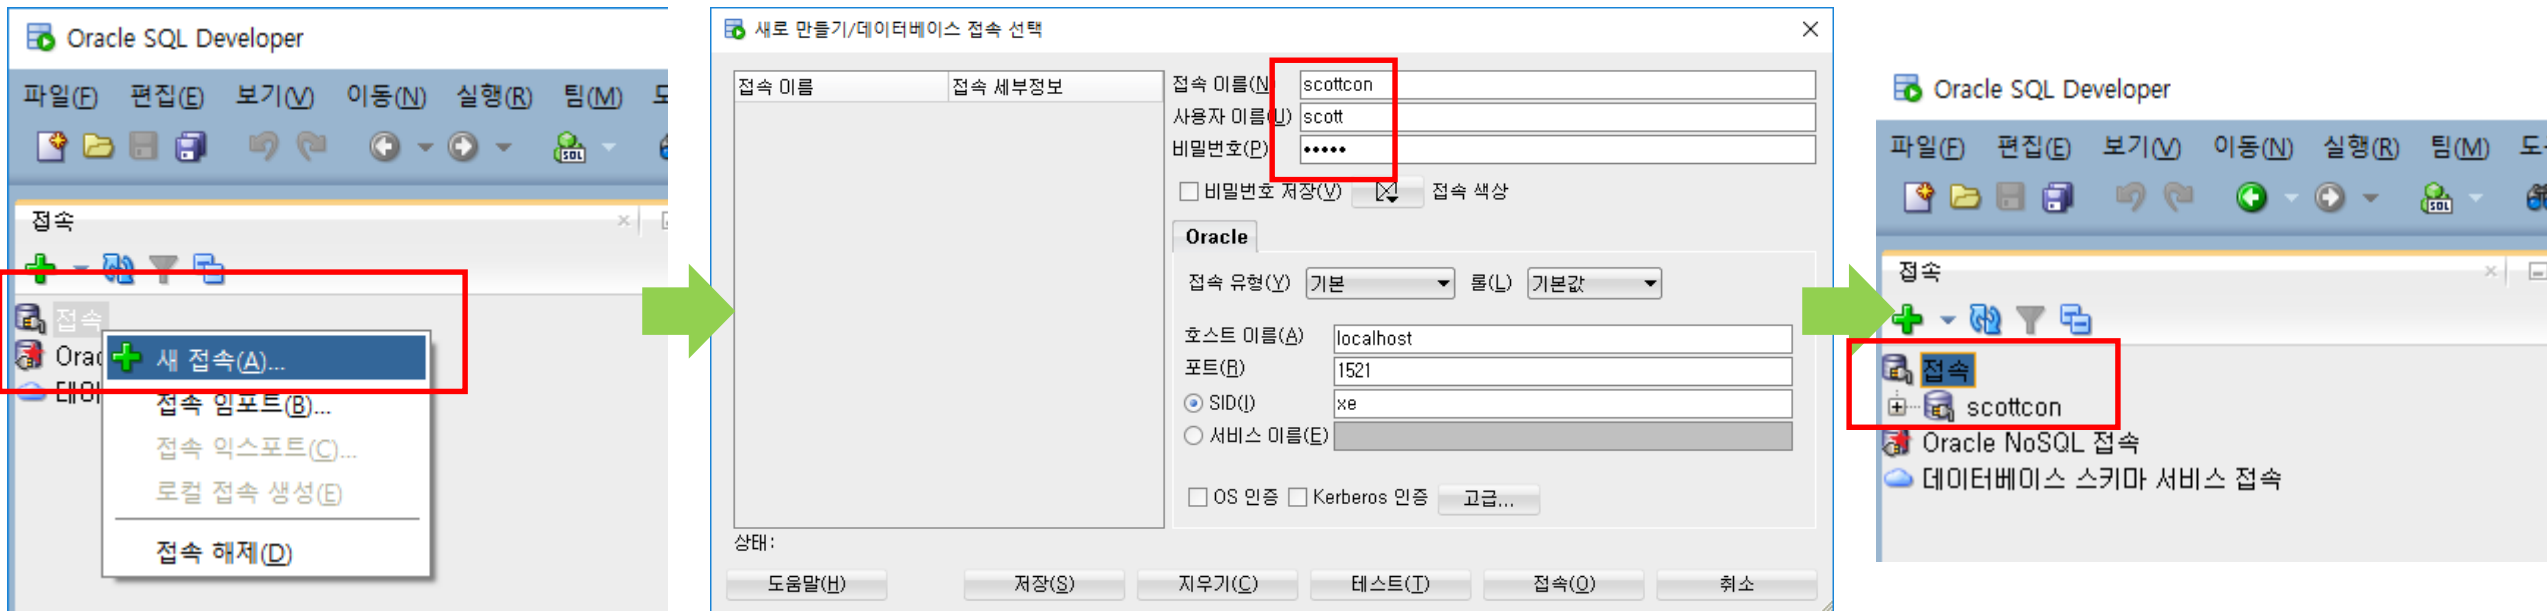 Oracle SQL Developer
파일(F) 편집(E) 보기(V) 이동(N) 실행(R) 팀(M)
SQL
접속
접속
새 접속(A)...
접속 임포트(B)...
접속 익스포트(C)...
로컬 접속 생성(E)
접속 해제(D)
새로 만들기/데이터베이스 접속 선택
접속 이름 접속 세부정보
접속 이름(N) scottcon
사용자 이름(U) scott
비밀번호(P) •••••
비밀번호 저장(V) 접속 색상
Oracle
접속 유형(Y) 기본 롤(L) 기본값
호스트 이름(A) localhost
포트(R) 1521
SID(I) xe
서비스 이름(E)
OS 인증 Kerberos 인증 고급...
상태:
도움말(H) 저장(S) 지우기(C) 테스트(T) 접속(O) 취소
Oracle SQL Developer
파일(F) 편집(E) 보기(V) 이동(N) 실행(R) 팀(M)
SQL
접속
접속
scottcon
Oracle NoSQL 접속
데이터베이스 스키마 서비스 접속